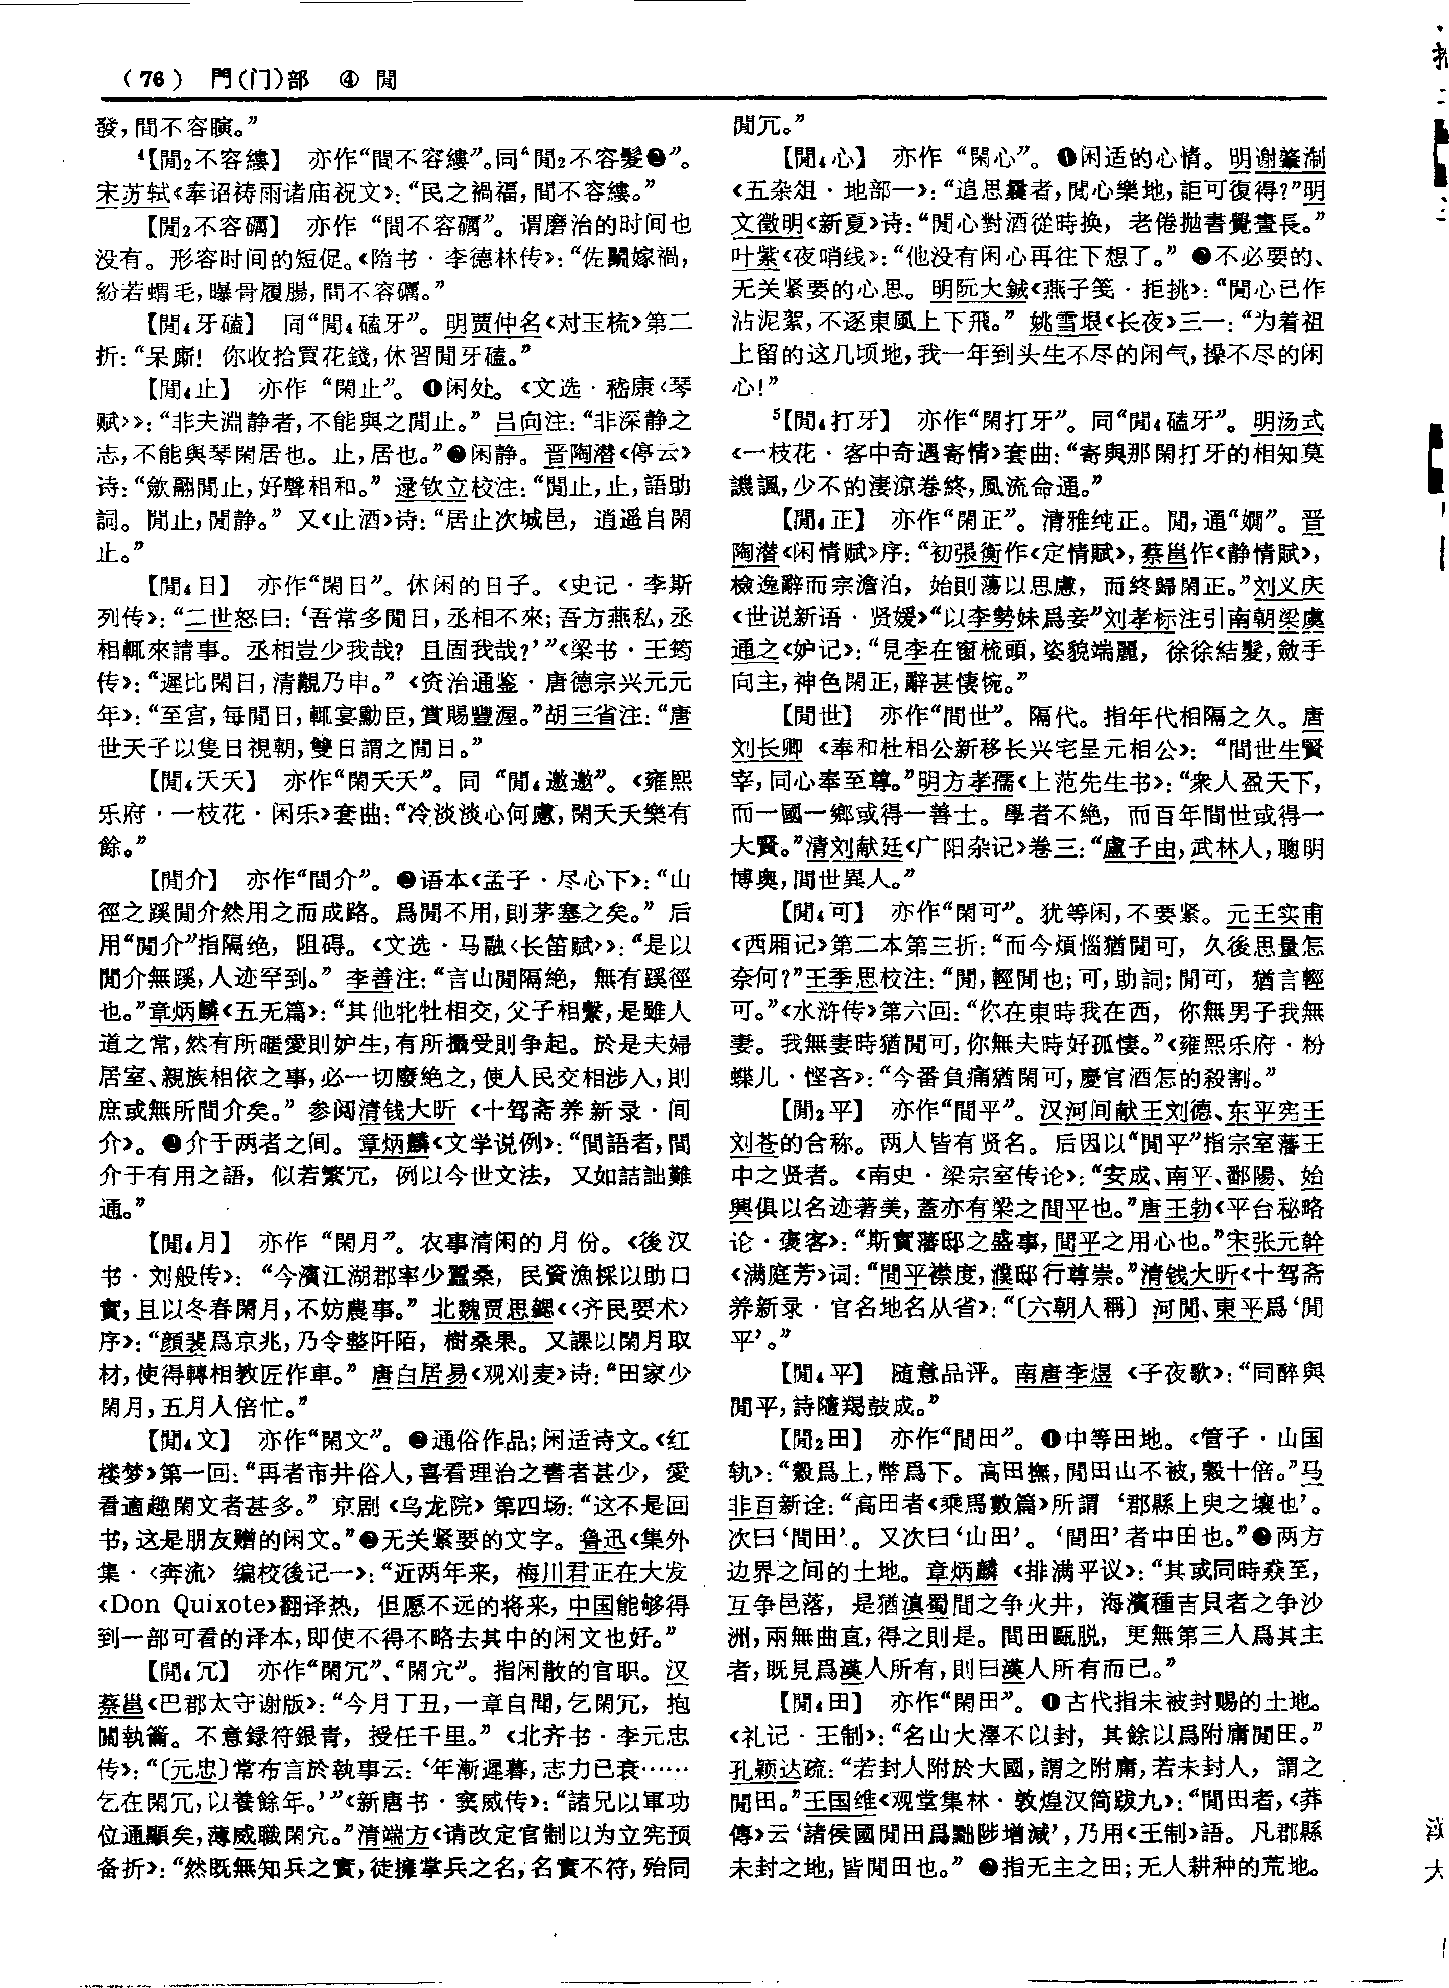 （76） 門(门)部 ④ 閒
發，間不容瞚。”
⁴【閒₂不容縷】 亦作“間不容縷”。同“閒₂不容髮❷”。
宋苏轼《奉诏祷雨诸庙祝文》：“民之禍福，間不容縷。”
【閒₂不容礪】 亦作“間不容礪”。谓磨治的时间也
没有。形容时间的短促。《隋书·李德林传》：“佐鬭嫁禍，
紛若蝟毛，曝骨履腸，間不容礪。”
【閒₄牙磕】 同“閒₄磕牙”。明贾仲名《对玉梳》第二
折：“呆厮！你收拾買花錢，休習閒牙磕。”
【閒₄止】 亦作“閑止”。❶闲处。《文选·嵇康〈琴
赋〉》：“非夫淵静者，不能與之閒止。” 吕向注：“非深静之
志，不能與琴閑居也。止，居也。”❷闲静。晋陶潜《停云》
诗：“斂翮閒止，好聲相和。” 逯钦立校注：“閒止，止，語助
詞。閒止，閒静。” 又《止酒》诗：“居止次城邑，逍遥自閑
止。”
【閒₄日】 亦作“閑日”。休闲的日子。《史记·李斯
列传》：“二世怒曰：‘吾常多閒日，丞相不來；吾方燕私，丞
相輒來請事。丞相豈少我哉？且固我哉？’”《梁书·王筠
传》：“遲比閑日，清覯乃申。”《资治通鉴·唐德宗兴元元
年》：“至宫，每閒日，輒宴勳臣，賞賜豐渥。”胡三省注：“唐
世天子以隻日視朝，雙日謂之閒日。”
【閒₄夭夭】 亦作“閑夭夭”。同“閒₄邀邀”。《雍熙
乐府·一枝花·闲乐》套曲：“冷淡淡心何慮，閑夭夭樂有
餘。”
【閒介】 亦作“間介”。❶语本《孟子·尽心下》：“山
徑之蹊閒介然用之而成路。爲閒不用，則茅塞之矣。” 后
用“閒介”指隔绝，阻碍。《文选·马融〈长笛赋〉》：“是以
閒介無蹊，人迹罕到。” 李善注：“言山閒隔絶，無有蹊徑
也。”章炳麟《五无篇》：“其他牝牡相交，父子相繫，是雖人
道之常，然有所暱愛則妒生，有所攝受則争起。於是夫婦
居室、親族相依之事，必一切廢絶之，使人民交相涉入，則
庶或無所間介矣。” 参阅清钱大昕《十驾斋养新录·间
介》。❷介于两者之间。章炳麟《文学说例》：“間語者，間
介于有用之語，似若繁冗，例以今世文法，又如詰詘難
通。”
【閒₄月】 亦作“閑月”。农事清闲的月份。《後汉
书·刘般传》：“今濱江湖郡率少蠶桑，民資漁採以助口
實，且以冬春閑月，不妨農事。” 北魏贾思勰《〈齐民要术〉
序》：“顔裴爲京兆，乃令整阡陌，樹桑果。又課以閑月取
材，使得轉相教匠作車。” 唐白居易《观刈麦》诗：“田家少
閑月，五月人倍忙。”
【閒₄文】 亦作“閑文”。❶通俗作品；闲适诗文。《红
楼梦》第一回：“再者市井俗人，喜看理治之書者甚少，愛
看適趣閑文者甚多。” 京剧《乌龙院》第四场：“这不是回
书，这是朋友赠的闲文。”❷无关紧要的文字。鲁迅《集外
集·〈奔流〉编校後记一》：“近两年来，梅川君正在大发
《Don Quixote》翻译热，但愿不远的将来，中国能够得
到一部可看的译本，即使不得不略去其中的闲文也好。”
【閒₄冗】 亦作“閑冗”、“閑宂”。指闲散的官职。汉
蔡邕《巴郡太守谢版》：“今月丁丑，一章自聞，乞閑冗，抱
關執籥。不意録符銀青，授任千里。”《北齐书·李元忠
传》：“〔元忠〕常布言於執事云：‘年漸遲暮，志力已衰……
乞在閑冗，以養餘年。’”《新唐书·窦威传》：“諸兄以軍功
位通顯矣，薄威職閑宂。”清端方《请改定官制以为立宪预
备折》：“然既無知兵之實，徒擁掌兵之名，名實不符，殆同
閒冗。”
【閒₄心】 亦作“閑心”。❶闲适的心情。明谢肇淛
《五杂俎·地部一》：“追思曩者，閒心樂地，詎可復得？”明
文徵明《新夏》诗：“閒心對酒從時换，老倦抛書覺晝長。”
叶紫《夜哨线》：“他没有闲心再往下想了。” ❷不必要的、
无关紧要的心思。明阮大鋮《燕子笺·拒挑》：“閒心已作
沾泥絮，不逐東風上下飛。” 姚雪垠《长夜》三一：“为着祖
上留的这几顷地，我一年到头生不尽的闲气，操不尽的闲
心！”
⁵【閒₄打牙】 亦作“閑打牙”。同“閒₄磕牙”。明汤式
《一枝花·客中奇遇寄情》套曲：“寄與那閑打牙的相知莫
譏諷，少不的淒涼卷終，風流命通。”
【閒₄正】 亦作“閑正”。清雅纯正。閒，通“嫻”。晋
陶潜《闲情赋》序：“初張衡作《定情賦》，蔡邕作《静情賦》，
檢逸辭而宗澹泊，始則蕩以思慮，而終歸閑正。”刘义庆
《世说新语·贤媛》“以李勢妹爲妾”刘孝标注引南朝梁虞
通之《妒记》：“見李在窗梳頭，姿貌端麗，徐徐結髮，斂手
向主，神色閑正，辭甚悽惋。”
【閒世】 亦作“間世”。隔代。指年代相隔之久。唐
刘长卿《奉和杜相公新移长兴宅呈元相公》：“間世生賢
宰，同心奉至尊。”明方孝孺《上范先生书》：“衆人盈天下，
而一國一鄉或得一善士。學者不絶，而百年間世或得一
大賢。”清刘献廷《广阳杂记》卷三：“盧子由，武林人，聰明
博奥，間世異人。”
【閒₄可】 亦作“閑可”。犹等闲，不要紧。元王实甫
《西厢记》第二本第三折：“而今煩惱猶閒可，久後思量怎
奈何？”王季思校注：“閒，輕閒也；可，助詞；閒可，猶言輕
可。”《水浒传》第六回：“你在東時我在西，你無男子我無
妻。我無妻時猶閒可，你無夫時好孤悽。”《雍熙乐府·粉
蝶儿·悭吝》：“今番負痛猶閑可，慶官酒怎的殺割。”
【閒₂平】 亦作“間平”。汉河间献王刘德、东平宪王
刘苍的合称。两人皆有贤名。后因以“閒平”指宗室藩王
中之贤者。《南史·梁宗室传论》：“安成、南平、鄱陽、始
興俱以名迹著美，蓋亦有梁之間平也。”唐王勃《平台秘略
论·褒客》：“斯實藩邸之盛事，間平之用心也。”宋张元幹
《满庭芳》词：“間平襟度，濮邸行尊崇。”清钱大昕《十驾斋
养新录·官名地名从省》：“〔六朝人稱〕河閒、東平爲‘閒
平’。”
【閒₄平】 随意品评。南唐李煜《子夜歌》：“同醉與
閒平，詩隨羯鼓成。”
【閒₂田】 亦作“間田”。❶中等田地。《管子·山国
轨》：“穀爲上，幣爲下。高田撫，閒田山不被，穀十倍。”马
非百新诠：“高田者《乘馬數篇》所謂‘郡縣上臾之壤也’。
次曰‘間田’。又次曰‘山田’。‘間田’者中田也。”❷两方
边界之间的土地。章炳麟《排满平议》：“其或同時猋至，
互争邑落，是猶滇蜀間之争火井，海濱種吉貝者之争沙
洲，兩無曲直，得之則是。間田甌脱，更無第三人爲其主
者，既見爲漢人所有，則曰漢人所有而已。”
【閒₄田】 亦作“閑田”。❶古代指未被封赐的土地。
《礼记·王制》：“名山大澤不以封，其餘以爲附庸閒田。”
孔颖达疏：“若封人附於大國，謂之附庸，若未封人，謂之
閒田。”王国维《观堂集林·敦煌汉简跋九》：“閒田者，《莽
傳》云‘諸侯國閒田爲黜陟增減’，乃用《王制》語。凡郡縣
未封之地，皆閒田也。” ❷指无主之田；无人耕种的荒地。